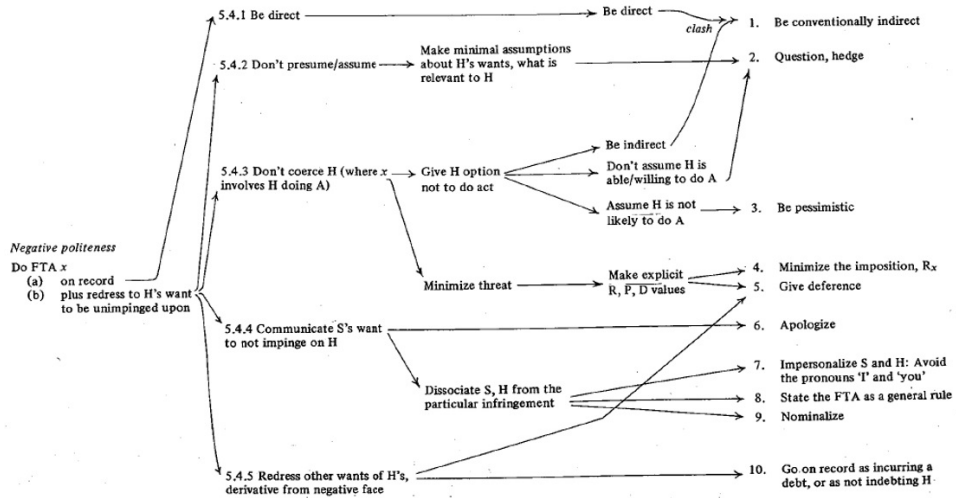 5.4.1 Be direct
Be direct
clash
1. Be conventionally indirect
5.4.2 Don't presume/assume
Make minimal assumptions
about H's wants, what is
relevant to H
2. Question, hedge
5.4.3 Don't coerce H (where x
involves H doing A)
Give H option
not to do act
Be indirect
Don't assume H is
able/willing to do A
Assume H is not
likely to do A
3. Be pessimistic
Negative politeness
Do FTA x
(a) on record
(b) plus redress to H's want
to be unimpinged upon
Minimize threat
Make explicit
R, P, D values
4. Minimize the imposition, Rx
5. Give deference
5.4.4 Communicate S's want
to not impinge on H
6. Apologize
Dissociate S, H from the
particular infringement
7. Impersonalize S and H: Avoid
the pronouns 'I' and 'you'
8. State the FTA as a general rule
9. Nominalize
5.4.5 Redress other wants of H's,
derivative from negative face
10. Go on record as incurring a
debt, or as not indebting H